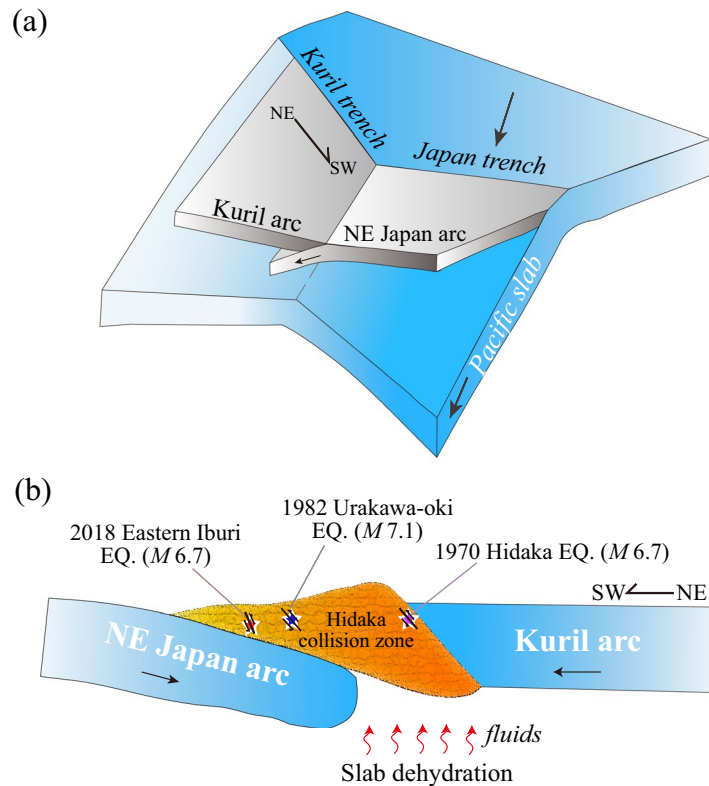 (a)
Kuril trench
Japan trench
NE
SW
Kuril arc
NE Japan arc
Pacific slab
(b)
1982 Urakawa-oki
EQ. (M 7.1)
2018 Eastern Iburi
EQ. (M 6.7)
1970 Hidaka EQ. (M 6.7)
SW
NE
Hidaka
collision zone
NE Japan arc
Kuril arc
fluids
Slab dehydration